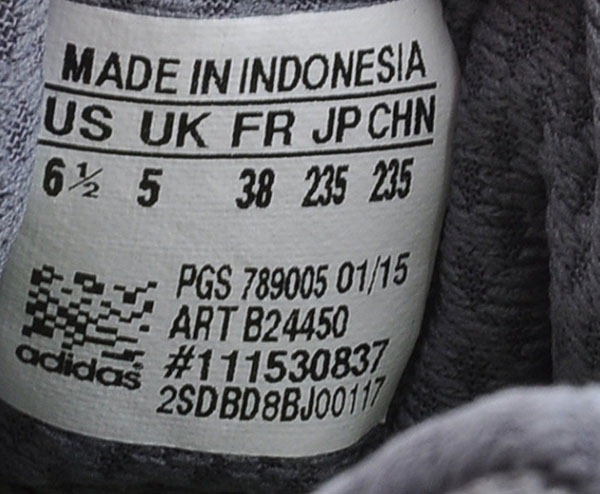 MADE IN INDONESIA
US UK FR JP CHN
6½ 5 38 235 235
PGS 789005 01/15
ART B24450
#111530837
2SDBD8BJ00117
adidas